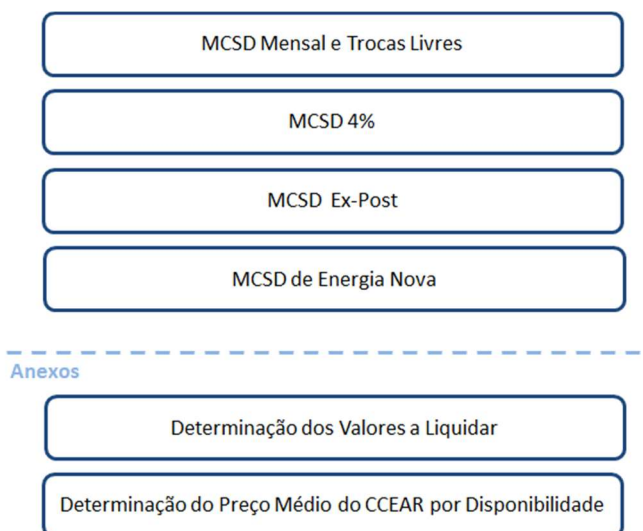 MCSD Mensal e Trocas Livres
MCSD 4%
MCSD Ex-Post
MCSD de Energia Nova
Anexos
Determinação dos Valores a Liquidar
Determinação do Preço Médio do CCEAR por Disponibilidade